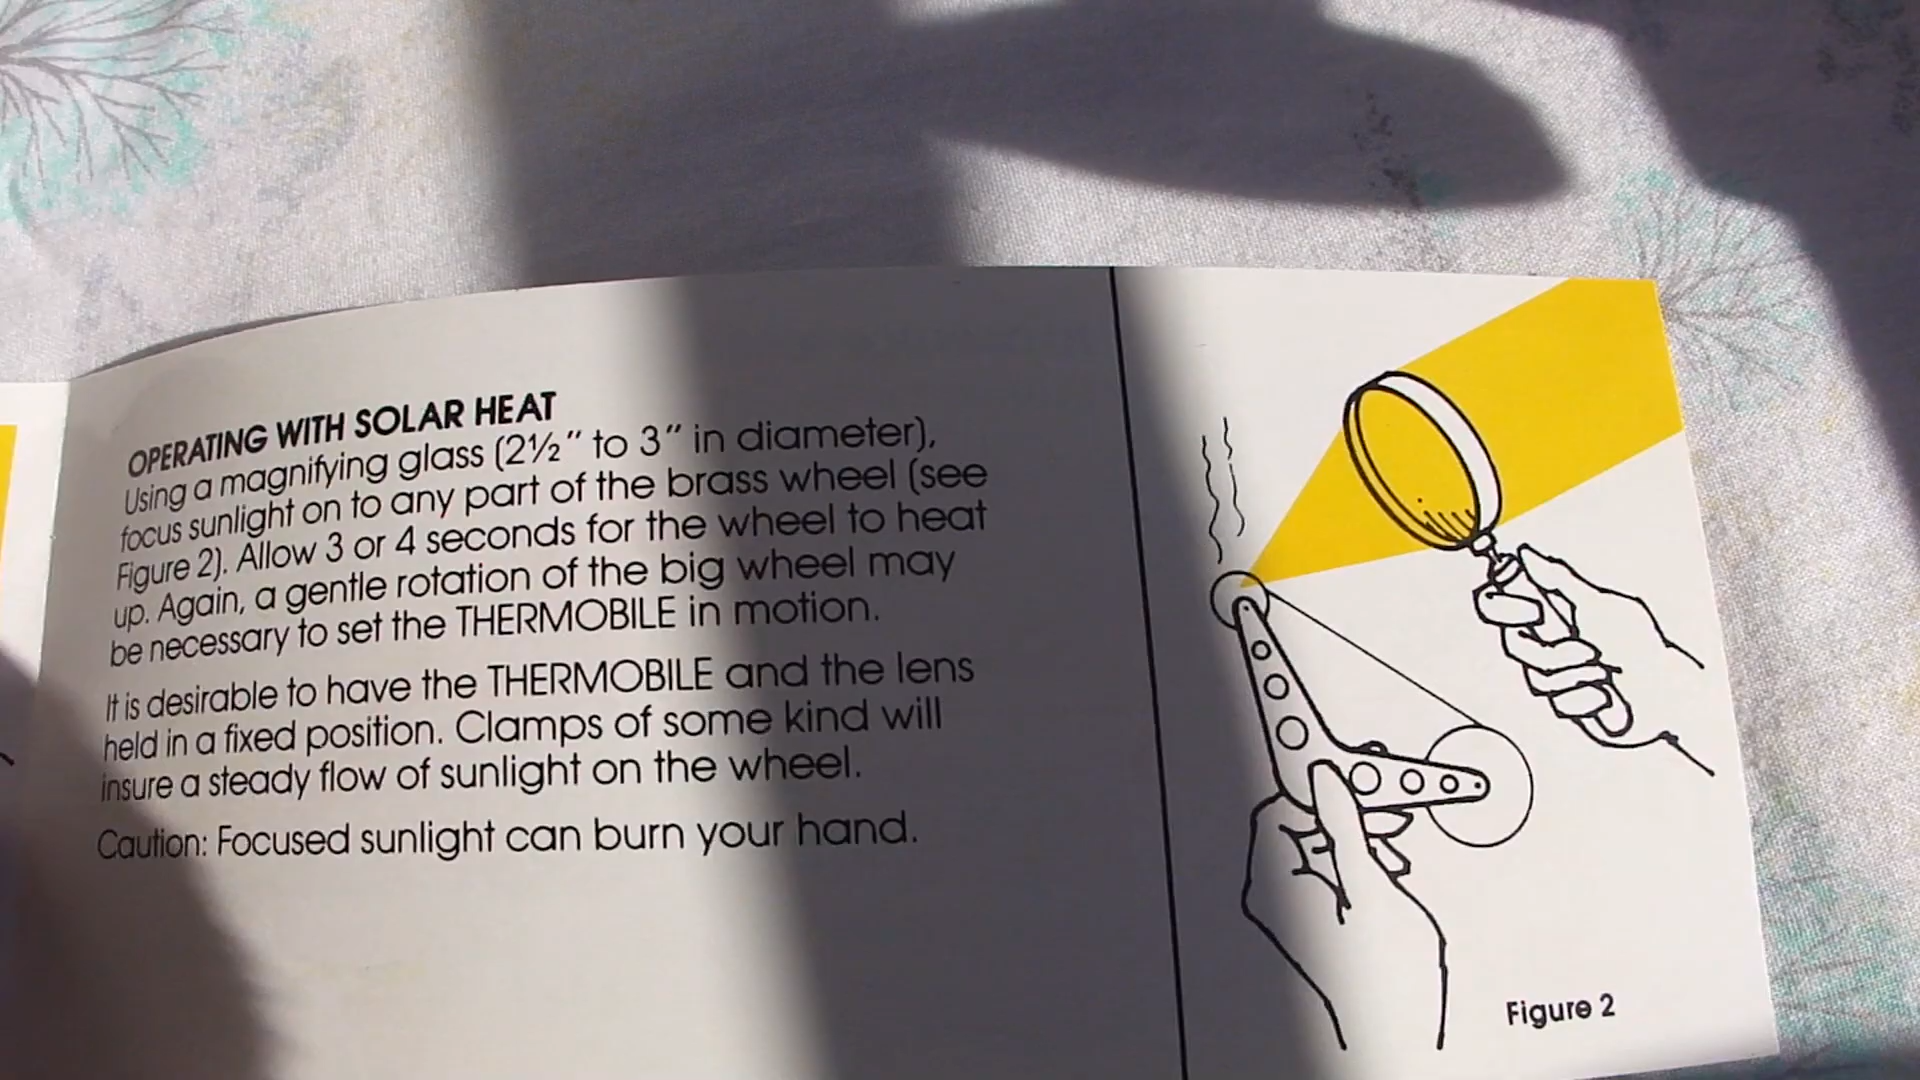 OPERATING WITH SOLAR HEAT
Using a magnifying glass (2½" to 3" in diameter),
focus sunlight on to any part of the brass wheel (see
Figure 2). Allow 3 or 4 seconds for the wheel to heat
up. Again, a gentle rotation of the big wheel may
be necessary to set the THERMOBILE in motion.
It is desirable to have the THERMOBILE and the lens
held in a fixed position. Clamps of some kind will
insure a steady flow of sunlight on the wheel.
Caution: Focused sunlight can burn your hand.
Figure 2